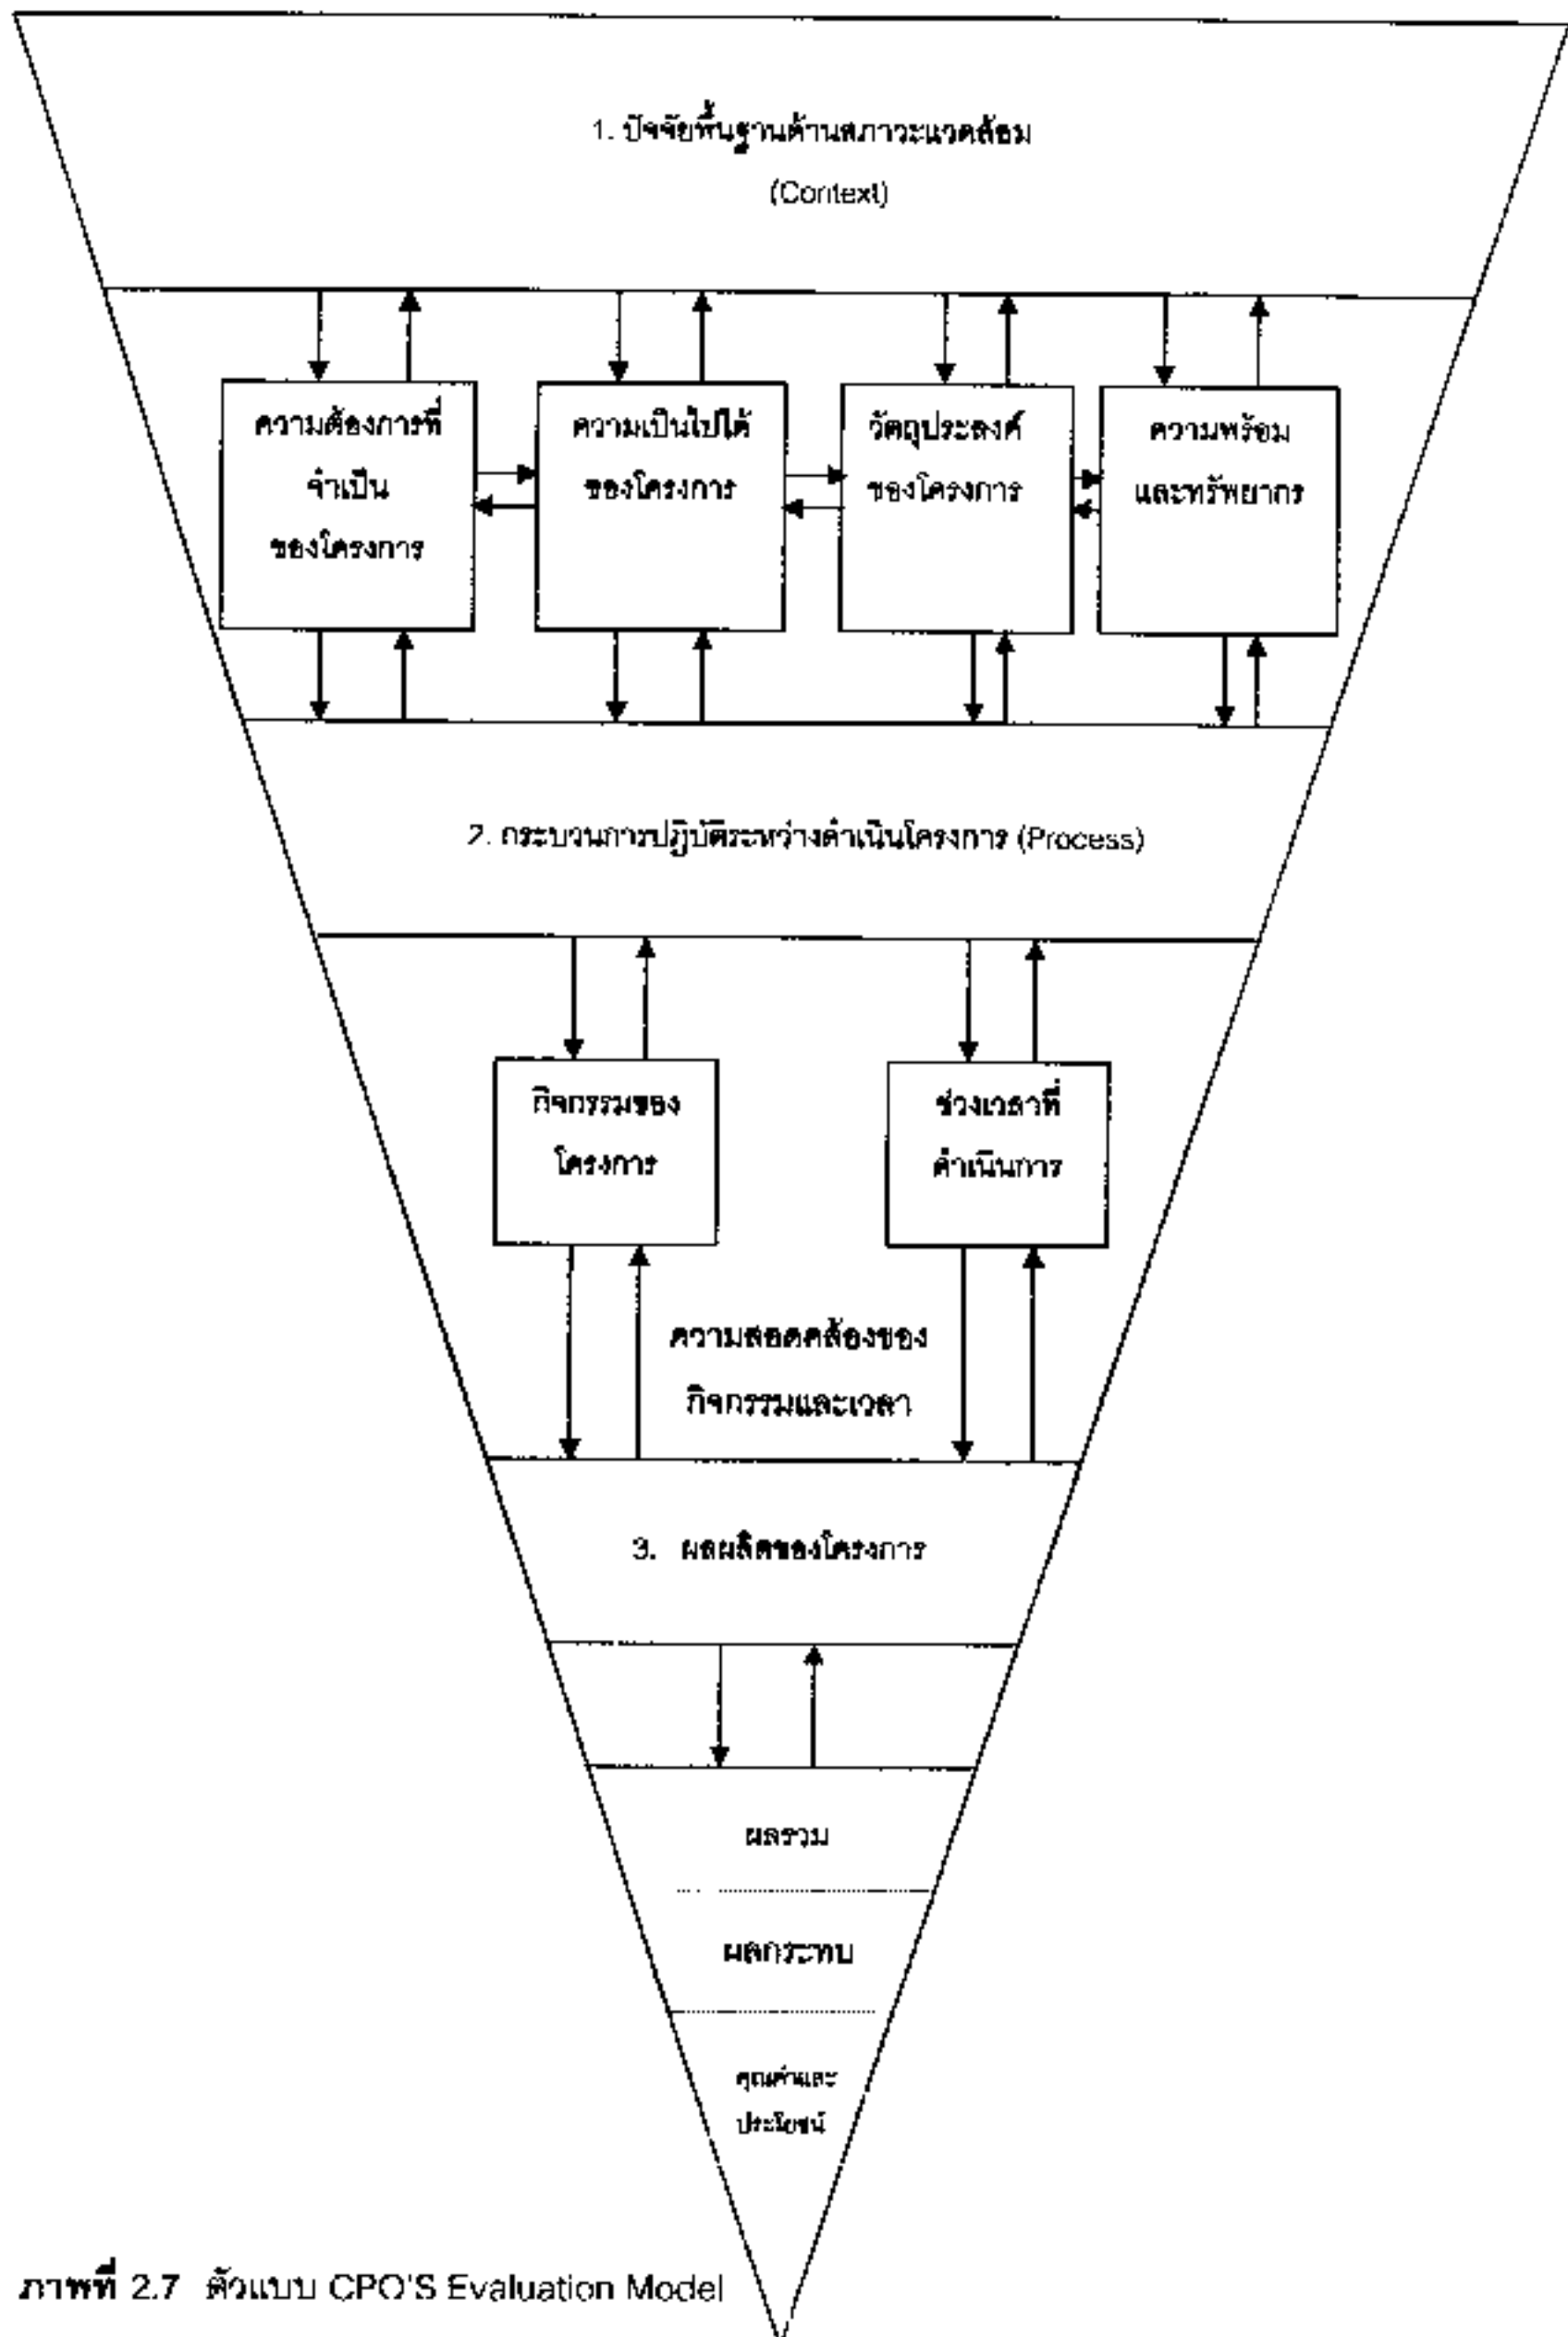 1. ปัจจัยพื้นฐานด้านสภาวะแวดล้อม
(Context)
ความต้องการที่
จำเป็น
ของโครงการ
ความเป็นไปได้
ของโครงการ
วัตถุประสงค์
ของโครงการ
ความพร้อม
และทรัพยากร
2. กระบวนการปฏิบัติระหว่างดำเนินโครงการ (Process)
กิจกรรมของ
โครงการ
ช่วงเวลาที่
ดำเนินการ
ความสอดคล้องของ
กิจกรรมและเวลา
3. ผลผลิตของโครงการ
ผลรวม
ผลกระทบ
คุณค่าและ
ประโยชน์
ภาพที่ 2.7 ตัวแบบ CPO'S Evaluation Model